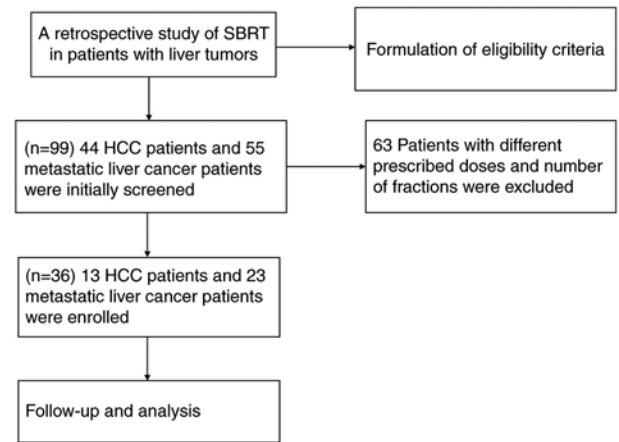 A retrospective study of SBRT
in patients with liver tumors
Formulation of eligibility criteria
(n=99) 44 HCC patients and 55
metastatic liver cancer patients
were initially screened
63 Patients with different
prescribed doses and number
of fractions were excluded
(n=36) 13 HCC patients and 23
metastatic liver cancer patients
were enrolled
Follow-up and analysis